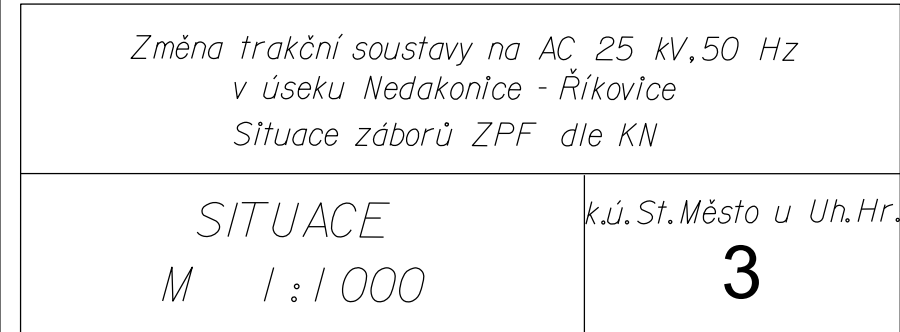 Změna trakční soustavy na AC 25 kV,50 Hz
v úseku Nedakonice - Říkovice
Situace záborů ZPF dle KN
SITUACE
M 1:1000
k.ú.St.Město u Uh.Hr.
3